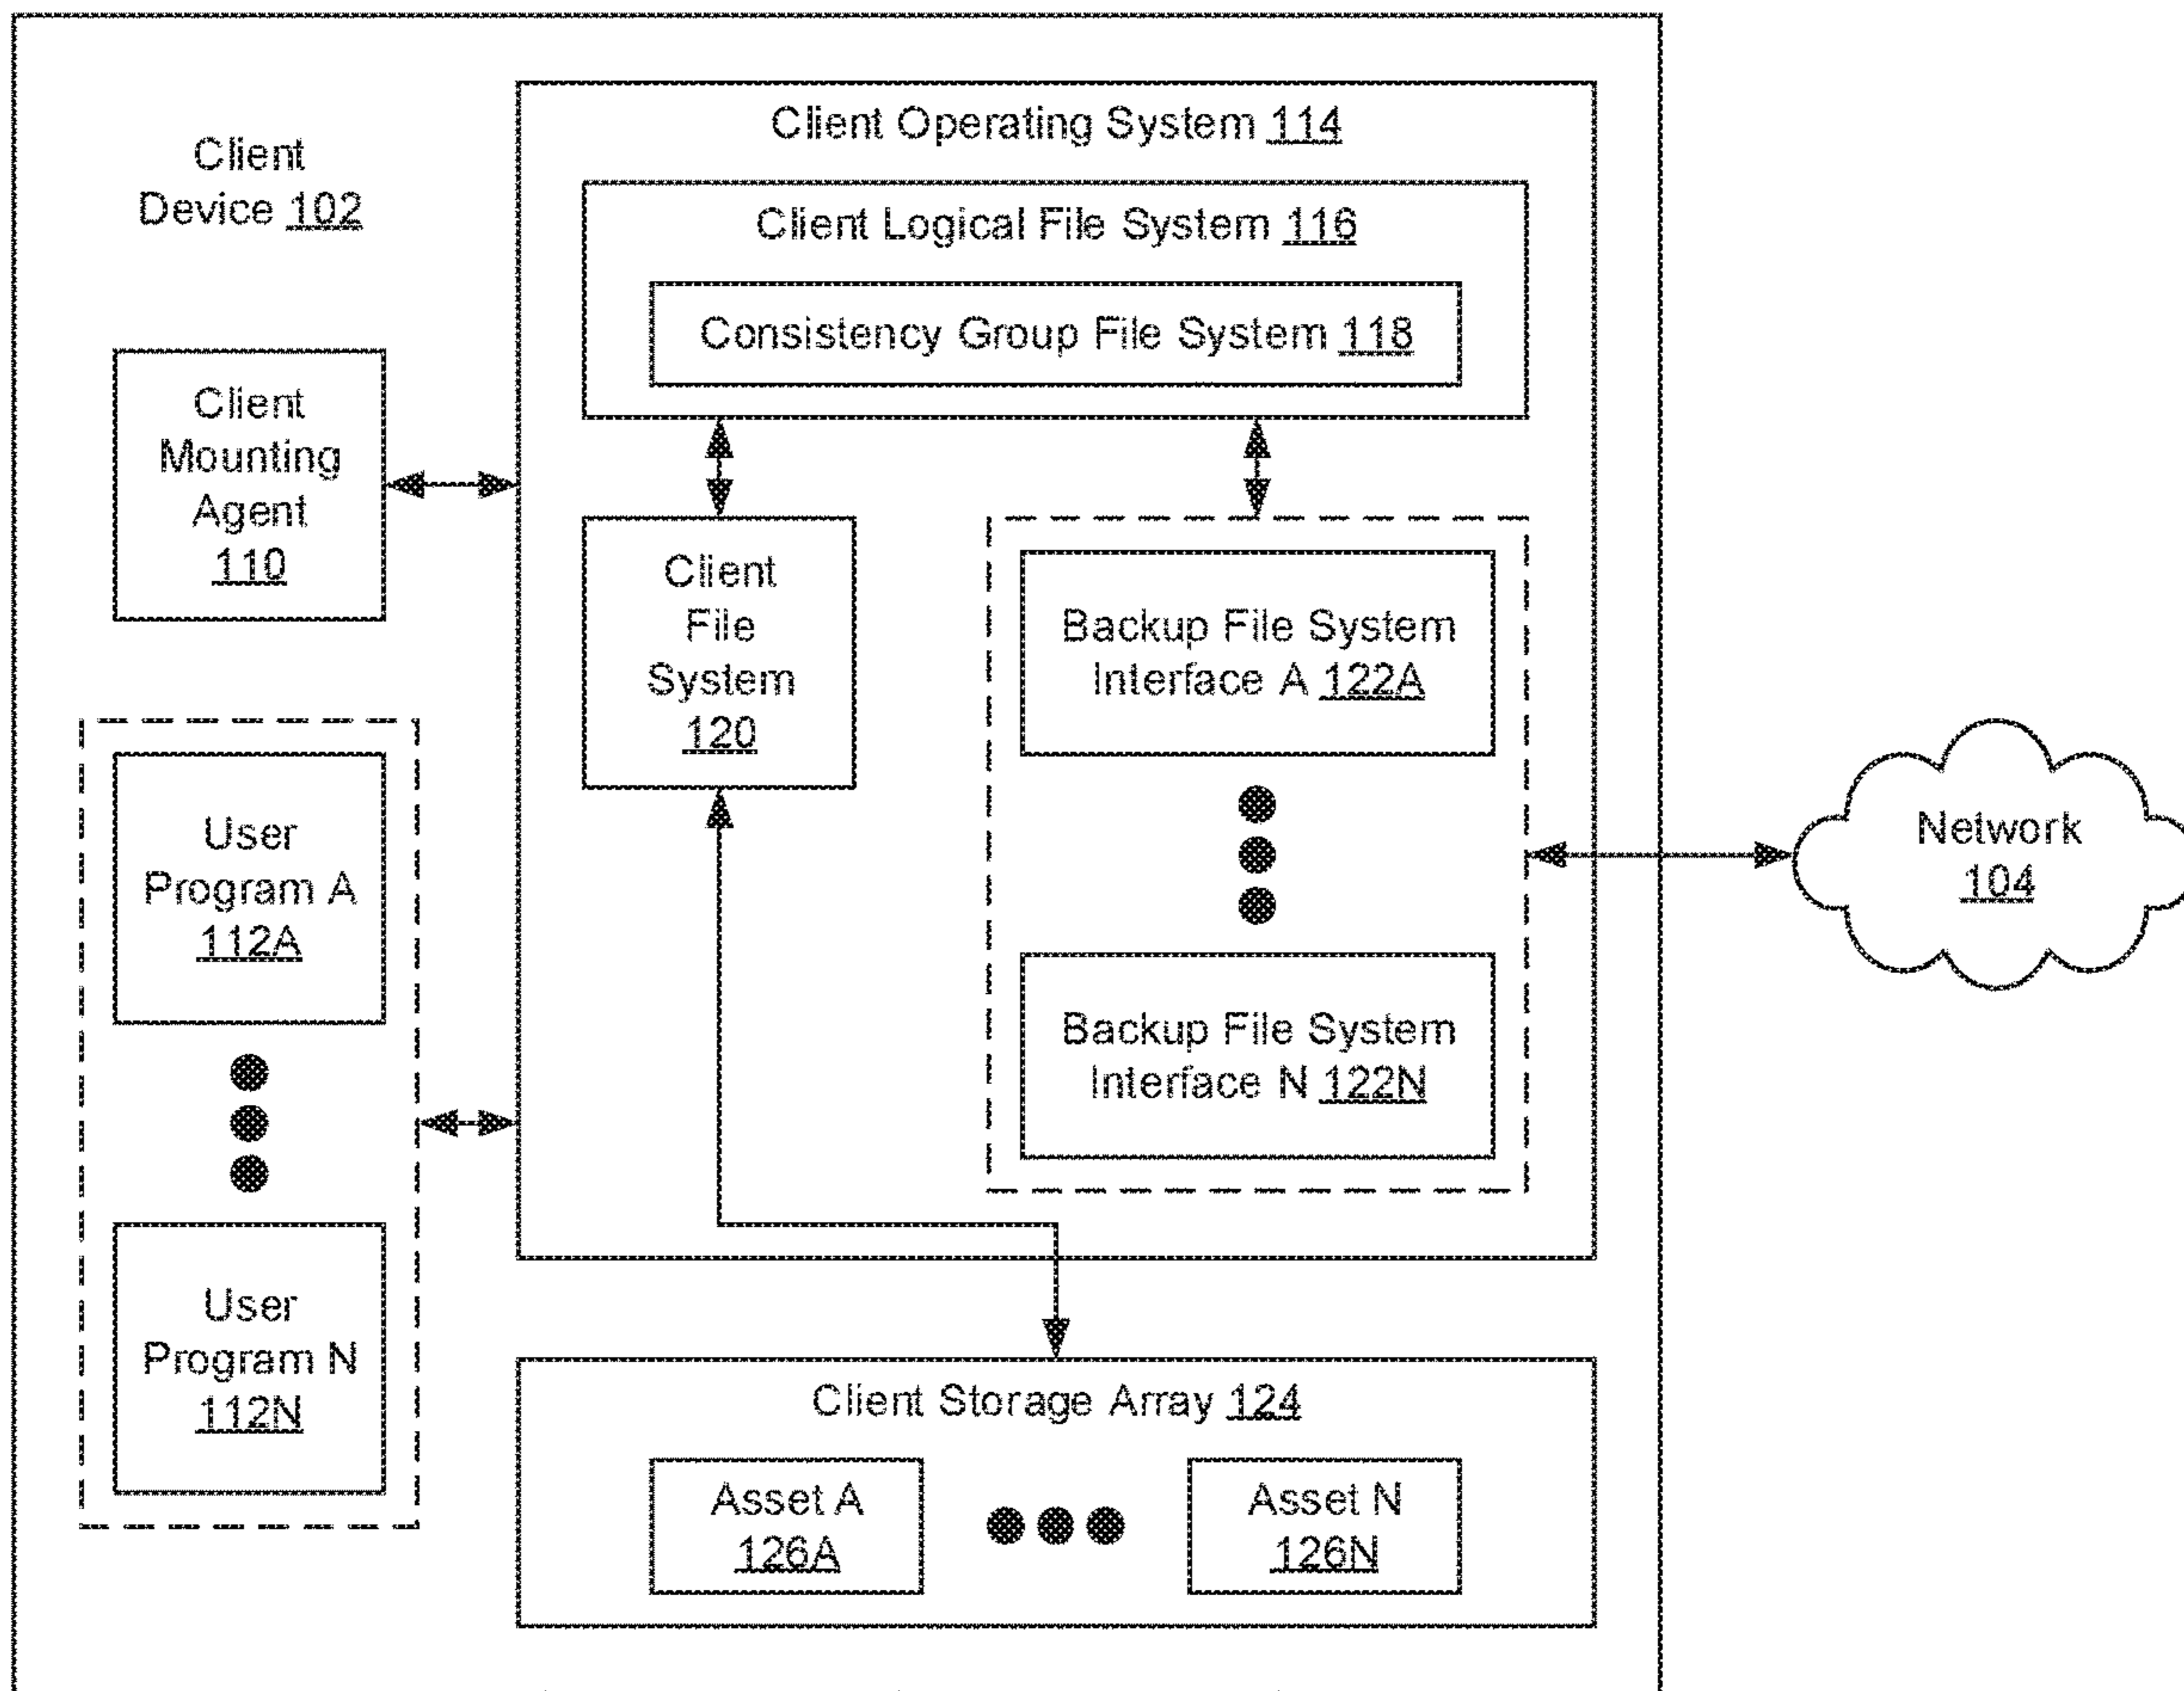 Client
Device 102
Client Operating System 114
Client Logical File System 116
Consistency Group File System 118
Client
Mounting
Agent
110
Client
File
System
120
Backup File System
Interface A 122A
Backup File System
Interface N 122N
User
Program A
112A
User
Program N
112N
Network
104
Client Storage Array 124
Asset A
126A
Asset N
126N